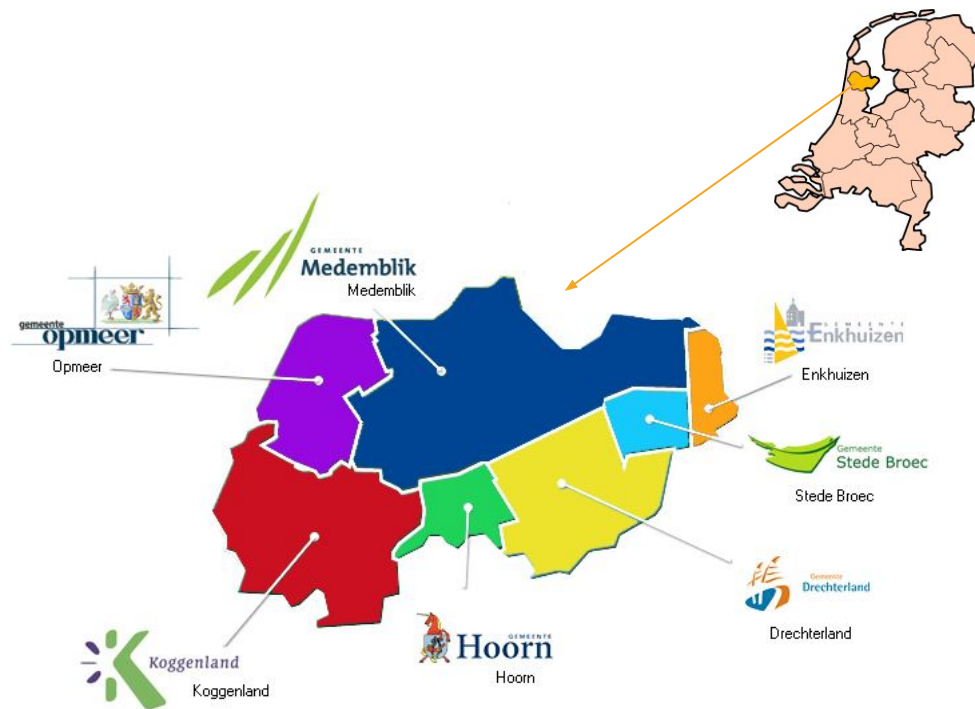 GEMEENTE
Medemblik
Medemblik
gemeente
opmeer
Opmeer
GEMEENTE
Enkhuizen
Enkhuizen
Gemeente
Stede Broec
Stede Broec
Gemeente
Drechterland
Drechterland
GEMEENTE
Hoorn
Hoorn
Koggenland
Koggenland